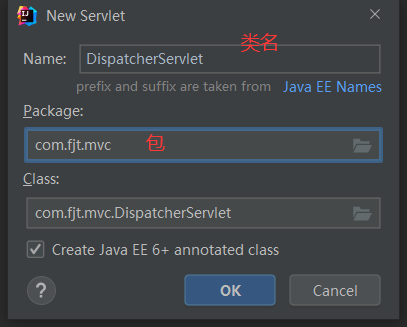 New Servlet
类名
Name: DispatcherServlet
prefix and suffix are taken from Java EE Names
Package:
com.fjt.mvc 包
Class:
com.fjt.mvc.DispatcherServlet
Create Java EE 6+ annotated class
? OK Cancel